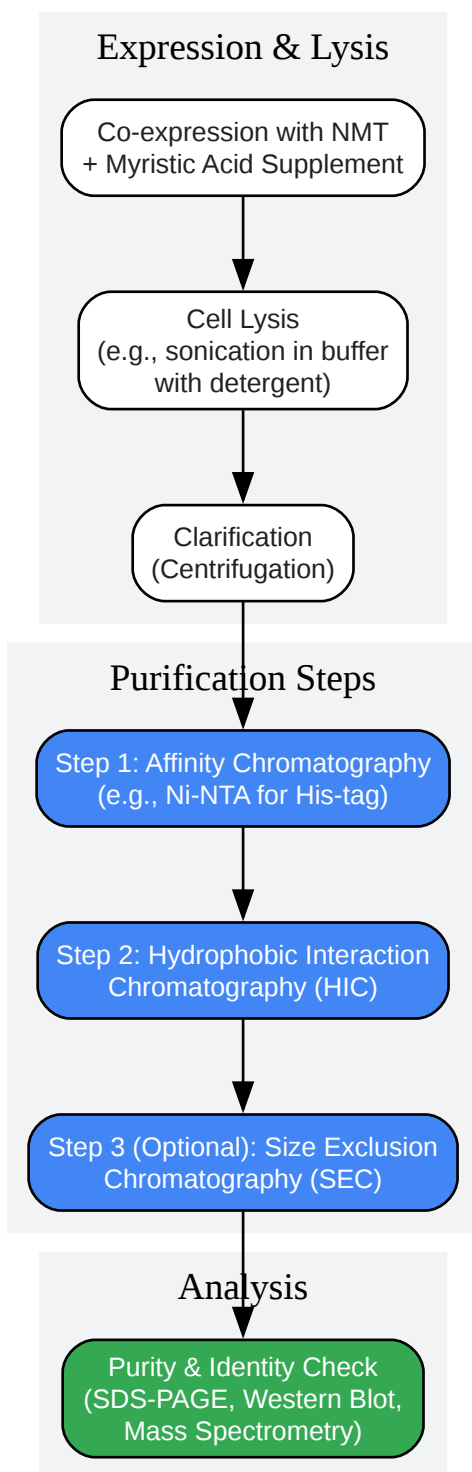 Expression & Lysis
Co-expression with NMT
+ Myristic Acid Supplement
Cell Lysis
(e.g., sonication in buffer
with detergent)
Clarification
(Centrifugation)
Purification Steps
Step 1: Affinity Chromatography
(e.g., Ni-NTA for His-tag)
Step 2: Hydrophobic Interaction
Chromatography (HIC)
Step 3 (Optional): Size Exclusion
Chromatography (SEC)
Analysis
Purity & Identity Check
(SDS-PAGE, Western Blot,
Mass Spectrometry)